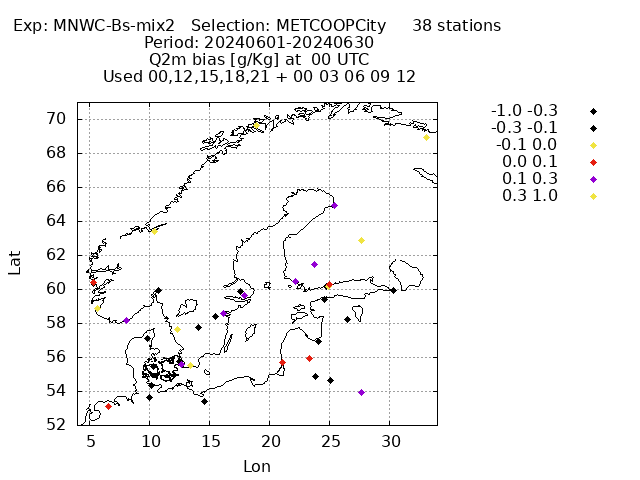 Exp: MNWC-Bs-mix2 Selection: METCOOPCity 38 stations
Period: 20240601-20240630
Q2m bias [g/Kg] at 00 UTC
Used 00,12,15,18,21 + 00 03 06 09 12
-1.0 -0.3
-0.3 -0.1
-0.1 0.0
0.0 0.1
0.1 0.3
0.3 1.0
70
68
66
64
62
60
58
56
54
52
Lat
5 10 15 20 25 30
Lon